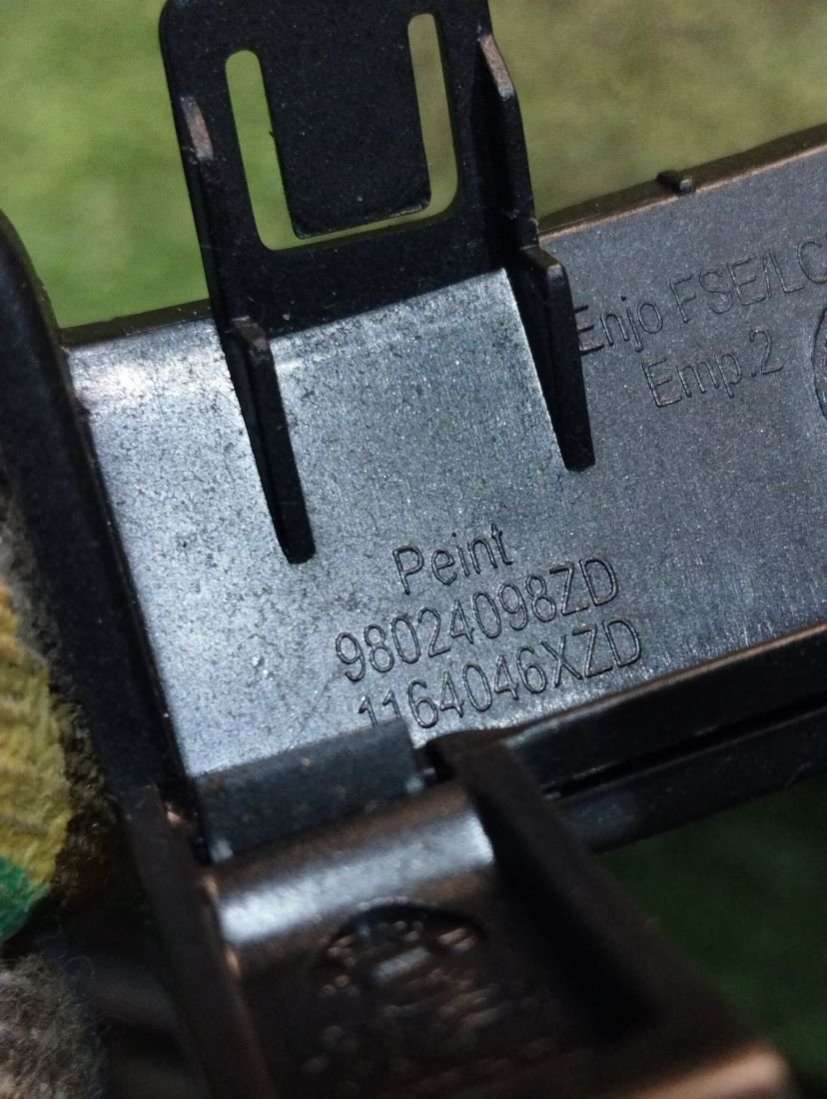 Enjo FSE/LC
Emp.2
Peint
98024098ZD
1164046XZD